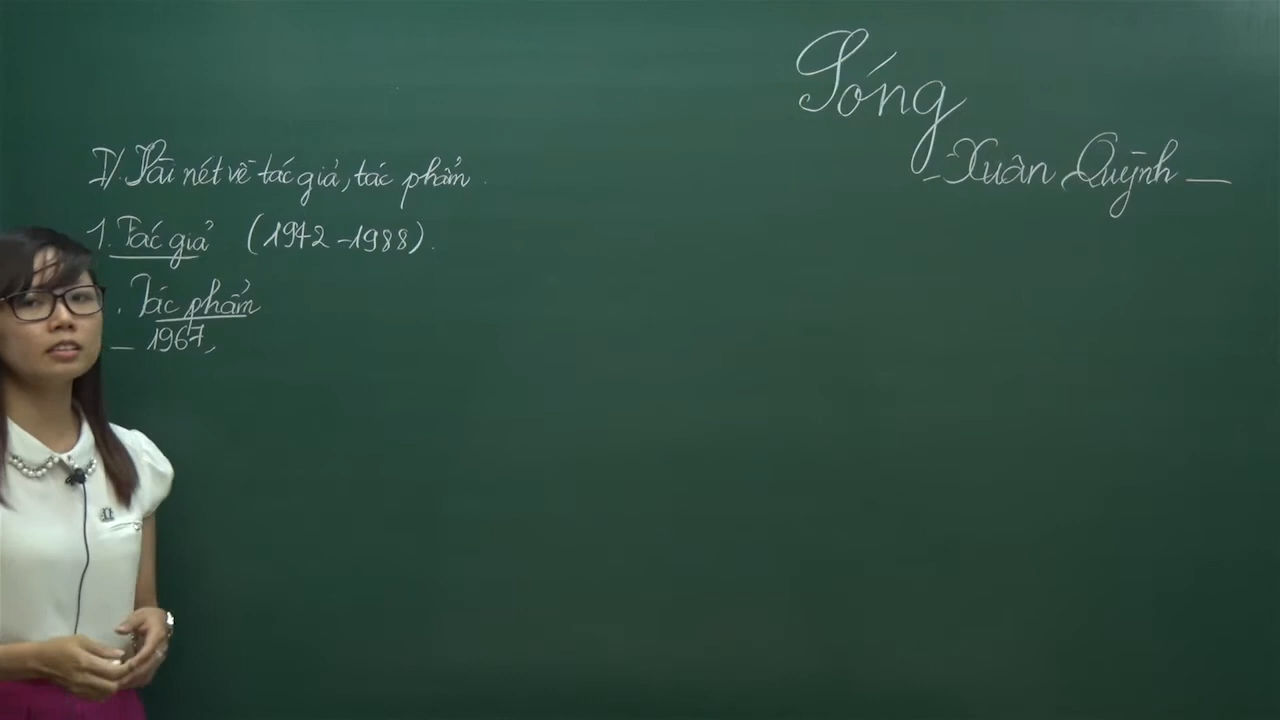 Sóng
- Xuân Quỳnh -
I/. Vài nét về tác giả, tác phẩm.
1. Tác giả (1942 - 1988).
. Tác phẩm
- 1967,